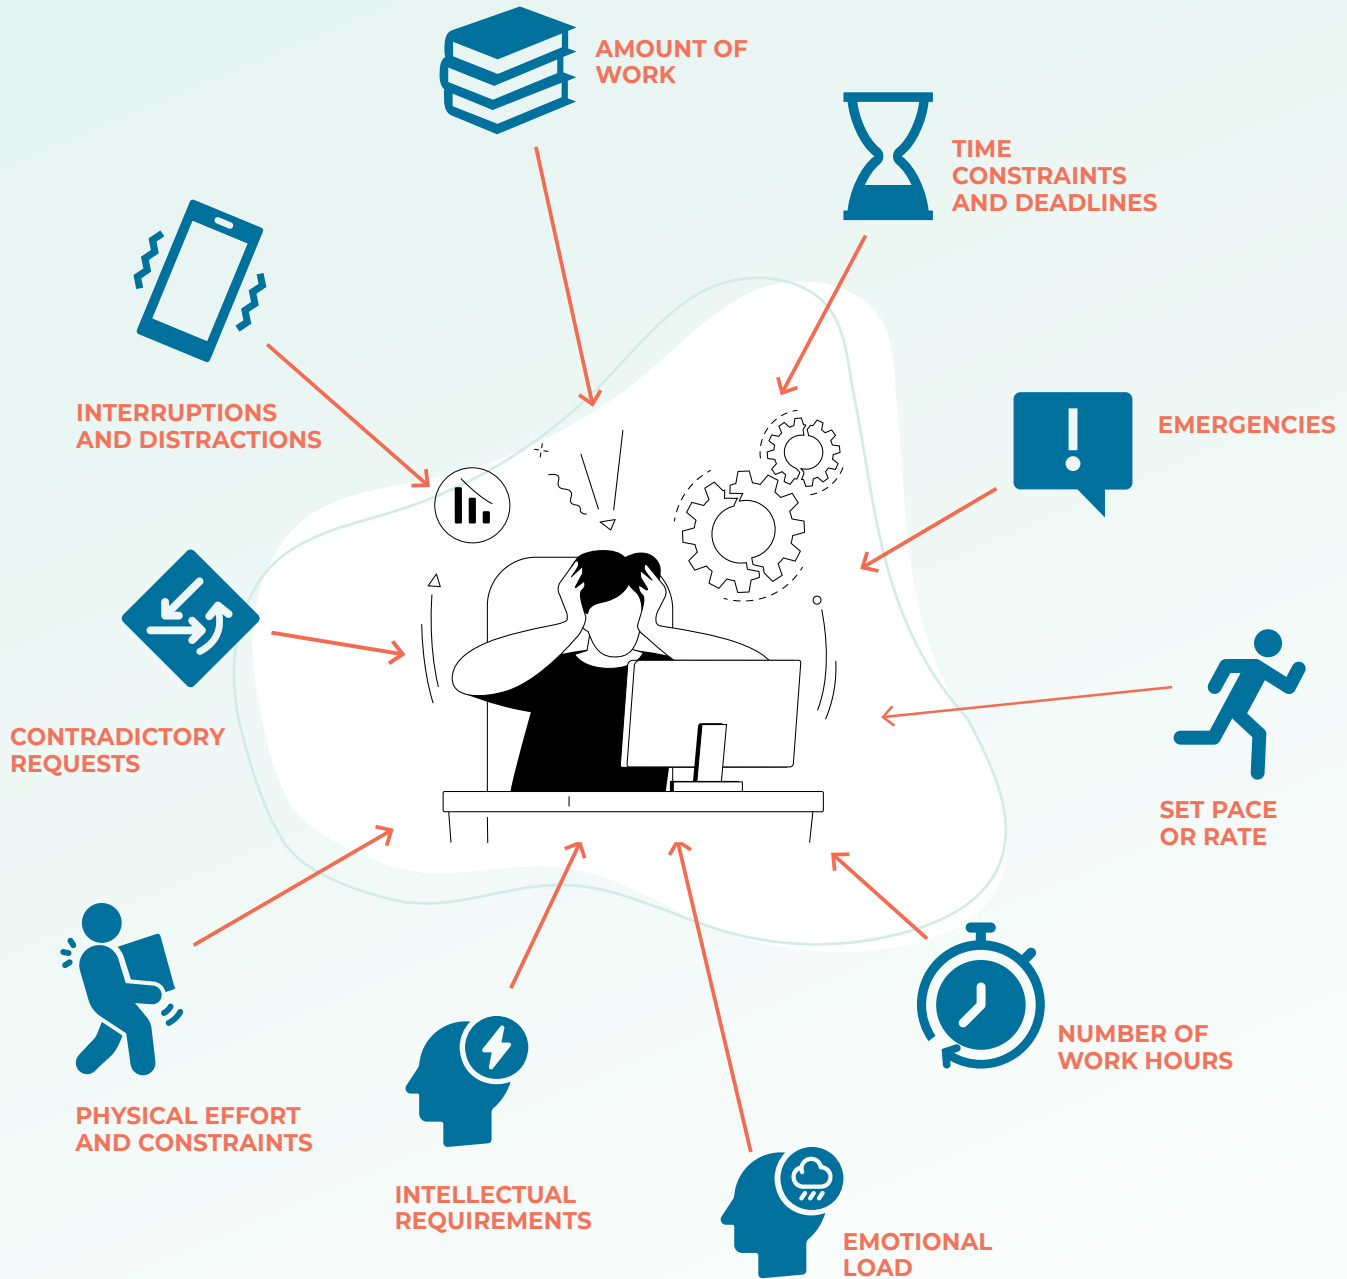 AMOUNT OF
WORK
TIME
CONSTRAINTS
AND DEADLINES
INTERRUPTIONS
AND DISTRACTIONS
EMERGENCIES
CONTRADICTORY
REQUESTS
SET PACE
OR RATE
NUMBER OF
WORK HOURS
PHYSICAL EFFORT
AND CONSTRAINTS
INTELLECTUAL
REQUIREMENTS
EMOTIONAL
LOAD